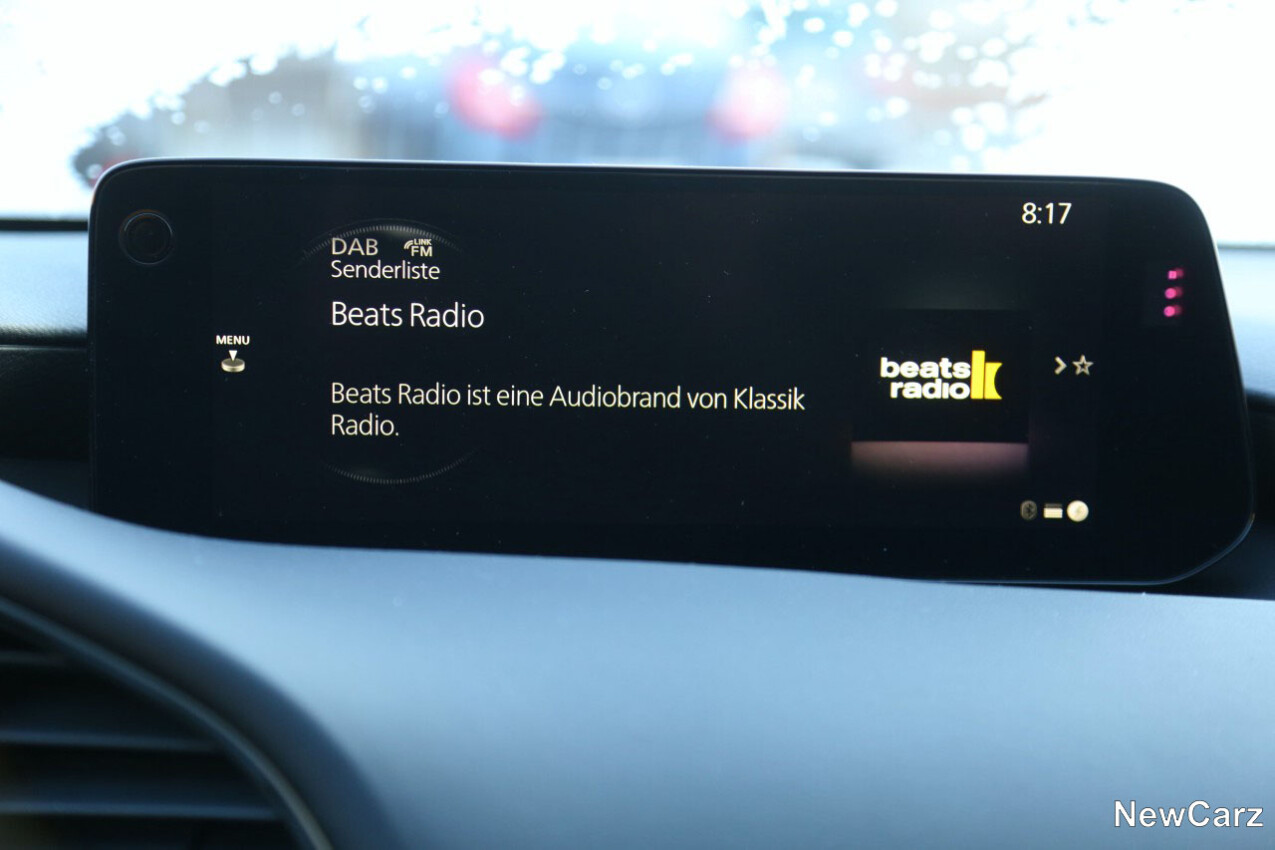 8:17
DAB LINK FM
Senderliste
Beats Radio
MENU
Beats Radio ist eine Audiobrand von Klassik
Radio.
beats
radio
NewCarz